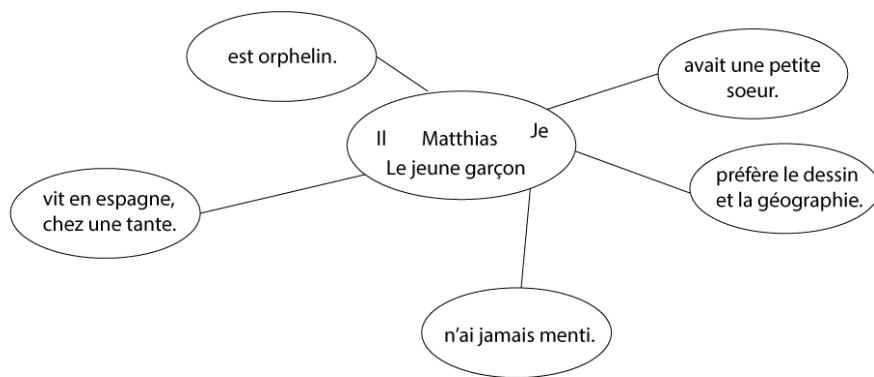 est orphelin.
avait une petite
soeur.
Il Matthias Je
Le jeune garçon
préfère le dessin
et la géographie.
vit en espagne,
chez une tante.
n'ai jamais menti.